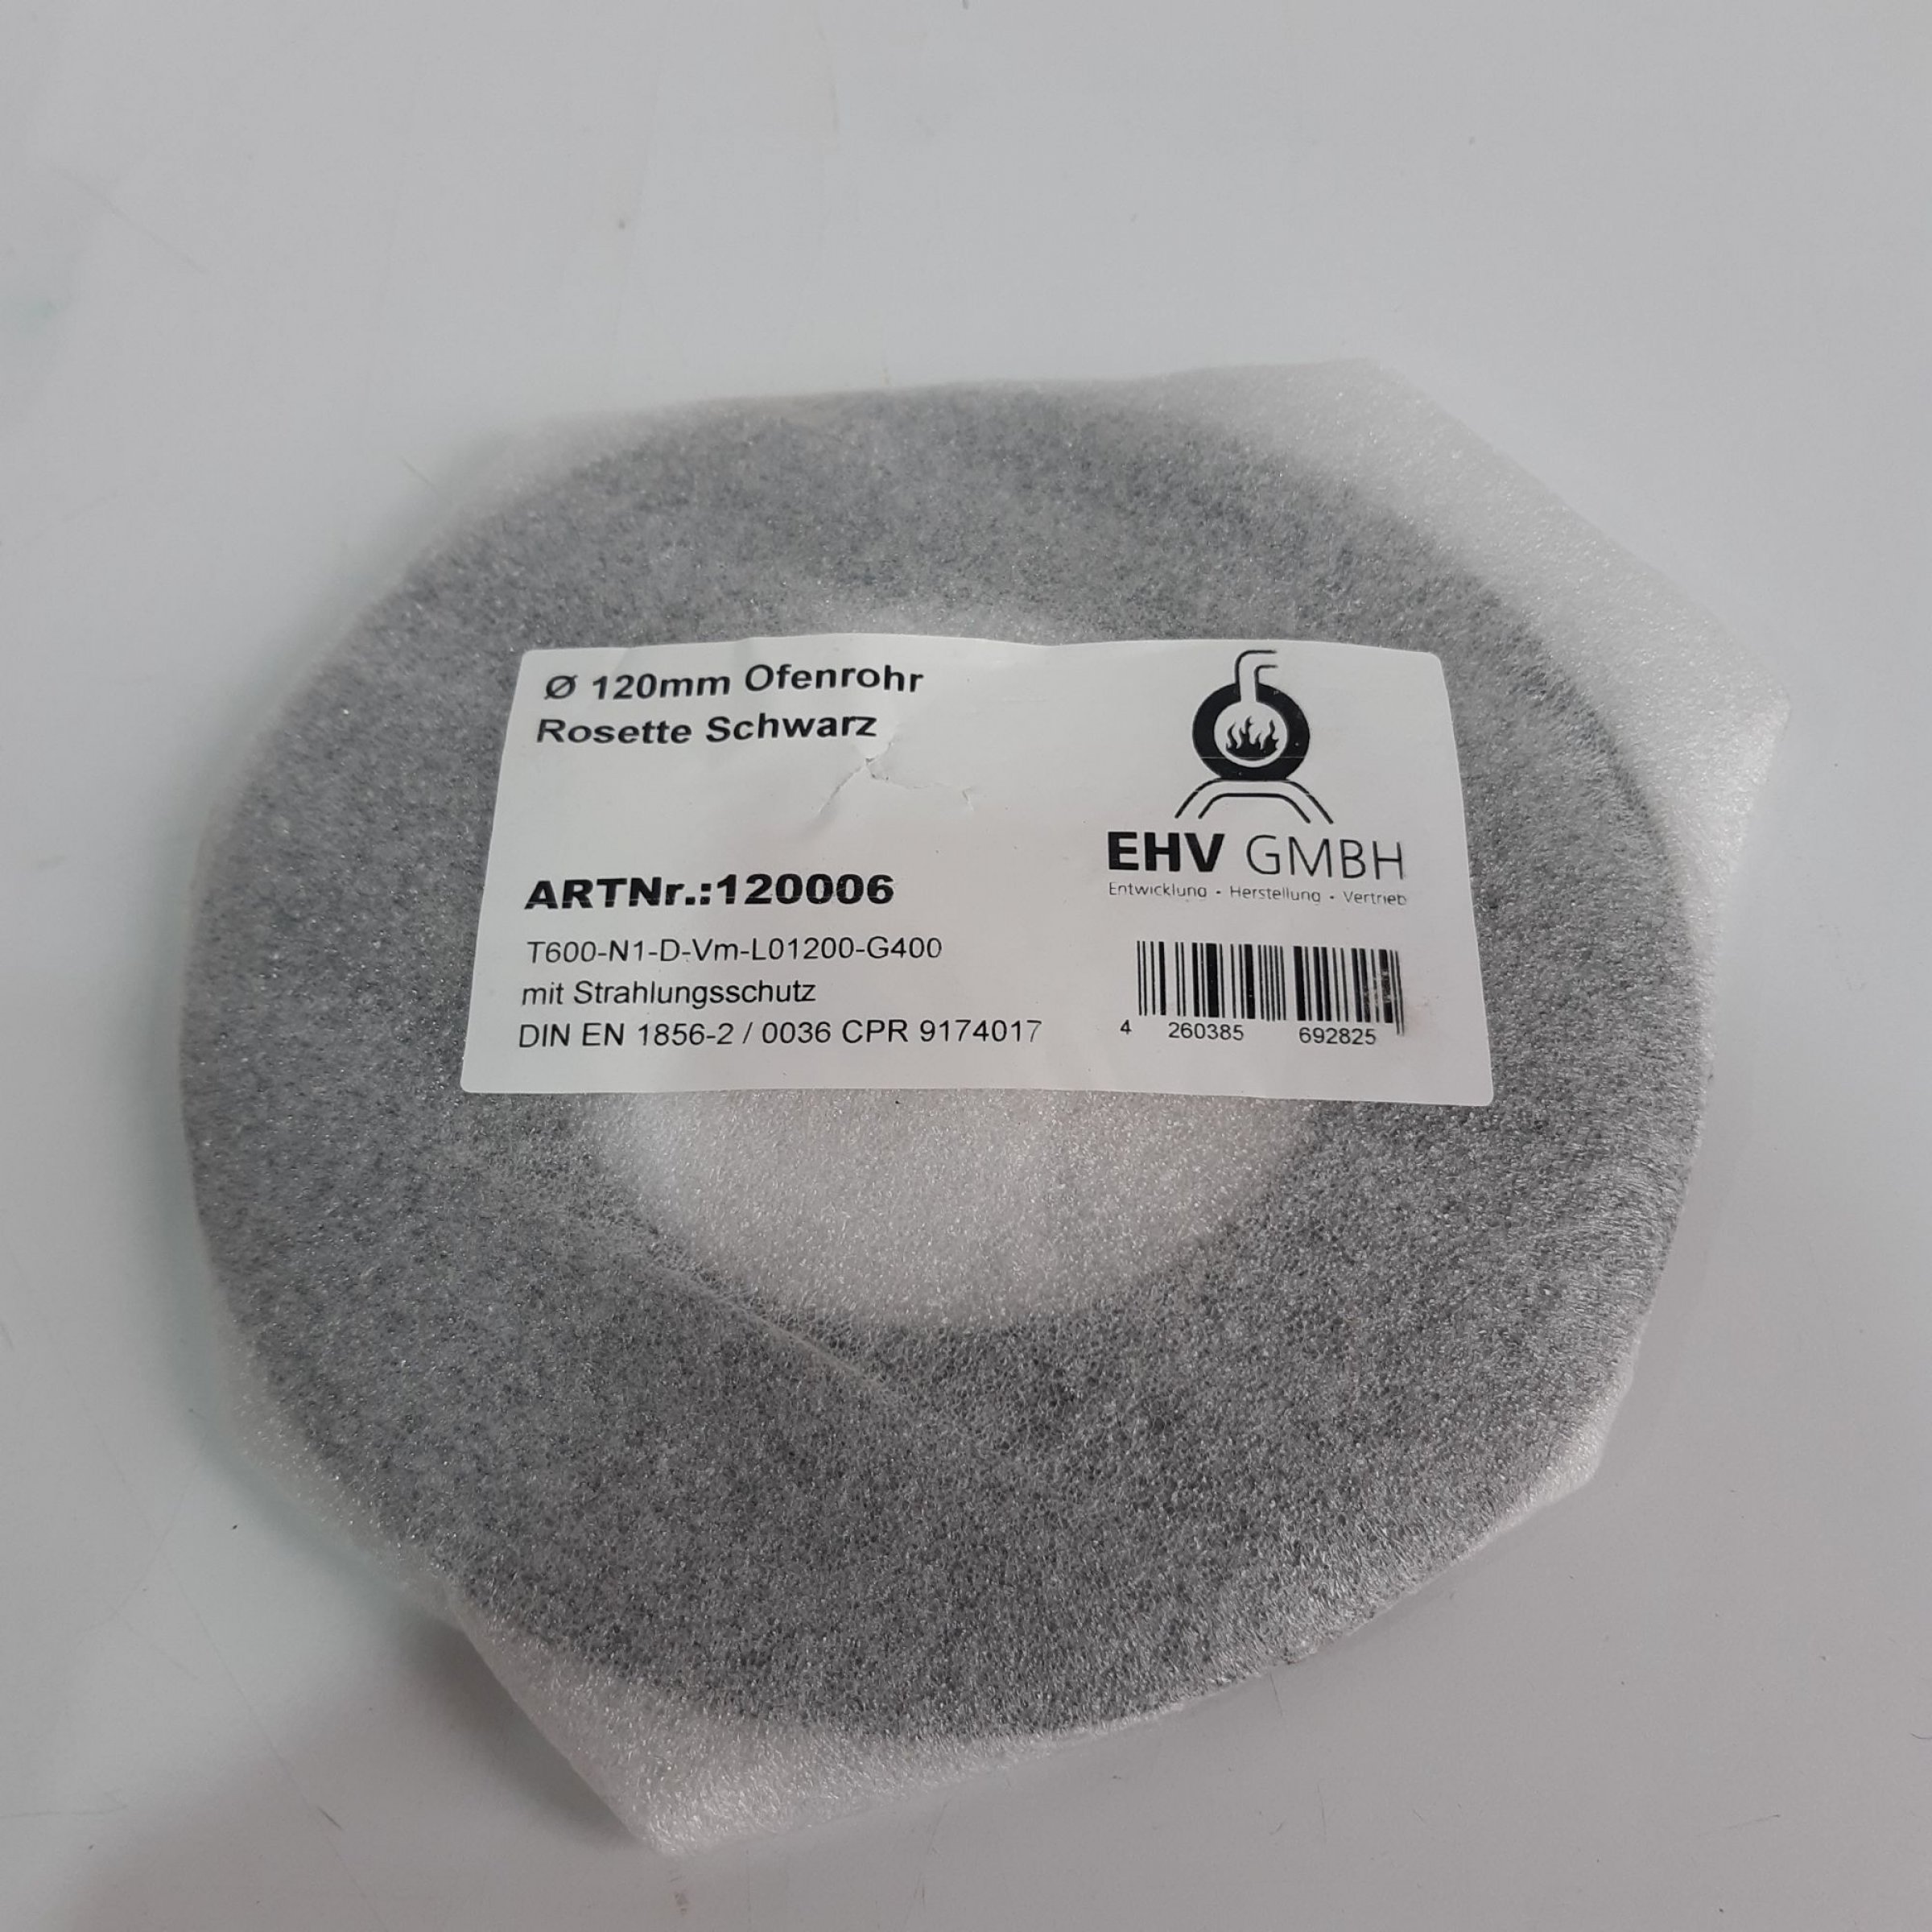 Ø 120mm Ofenrohr
Rosette Schwarz
EHV GMBH
Entwicklung - Herstellung - Vertrieb
ARTNr.:120006
T600-N1-D-Vm-L01200-G400
mit Strahlungsschutz
DIN EN 1856-2 / 0036 CPR 9174017
4 260385 692825